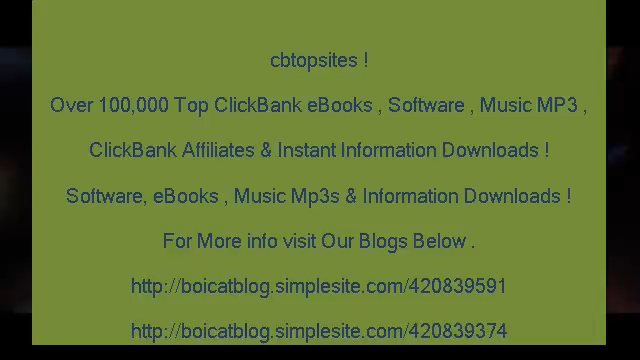 cbtopsites !
Over 100,000 Top ClickBank eBooks , Software , Music MP3 ,
ClickBank Affiliates & Instant Information Downloads !
Software, eBooks , Music Mp3s & Information Downloads !
For More info visit Our Blogs Below .
http://boicatblog.simplesite.com/420839591
http://boicatblog.simplesite.com/420839374